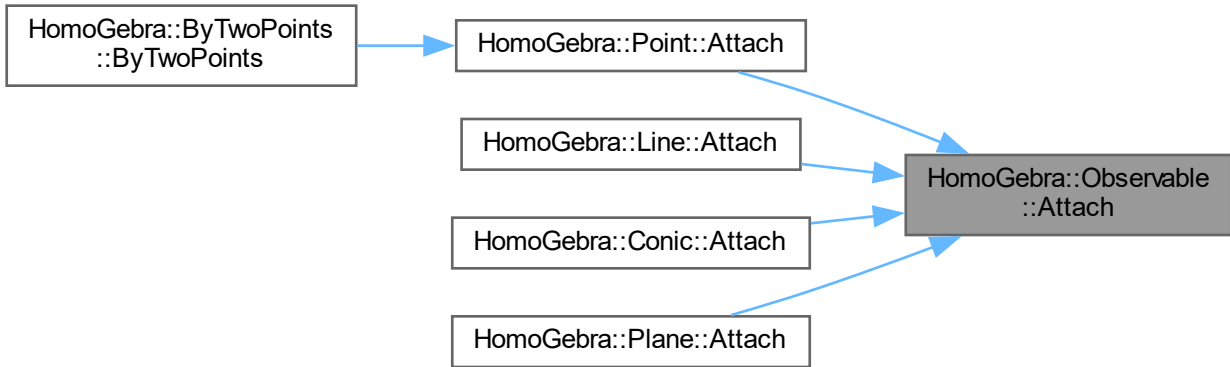 HomoGebra::ByTwoPoints
::ByTwoPoints
HomoGebra::Point::Attach
HomoGebra::Line::Attach
HomoGebra::Conic::Attach
HomoGebra::Plane::Attach
HomoGebra::Observable
::Attach